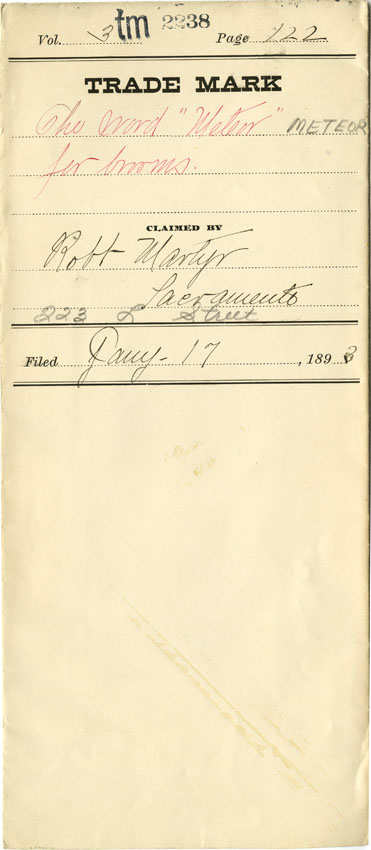 Vol. 3 tm 2238 Page 122
TRADE MARK
The word "Meteor" METEOR
for brooms.
CLAIMED BY
Robt Martyr
Sacramento
223 L Street
Filed Jany. 17, 1893